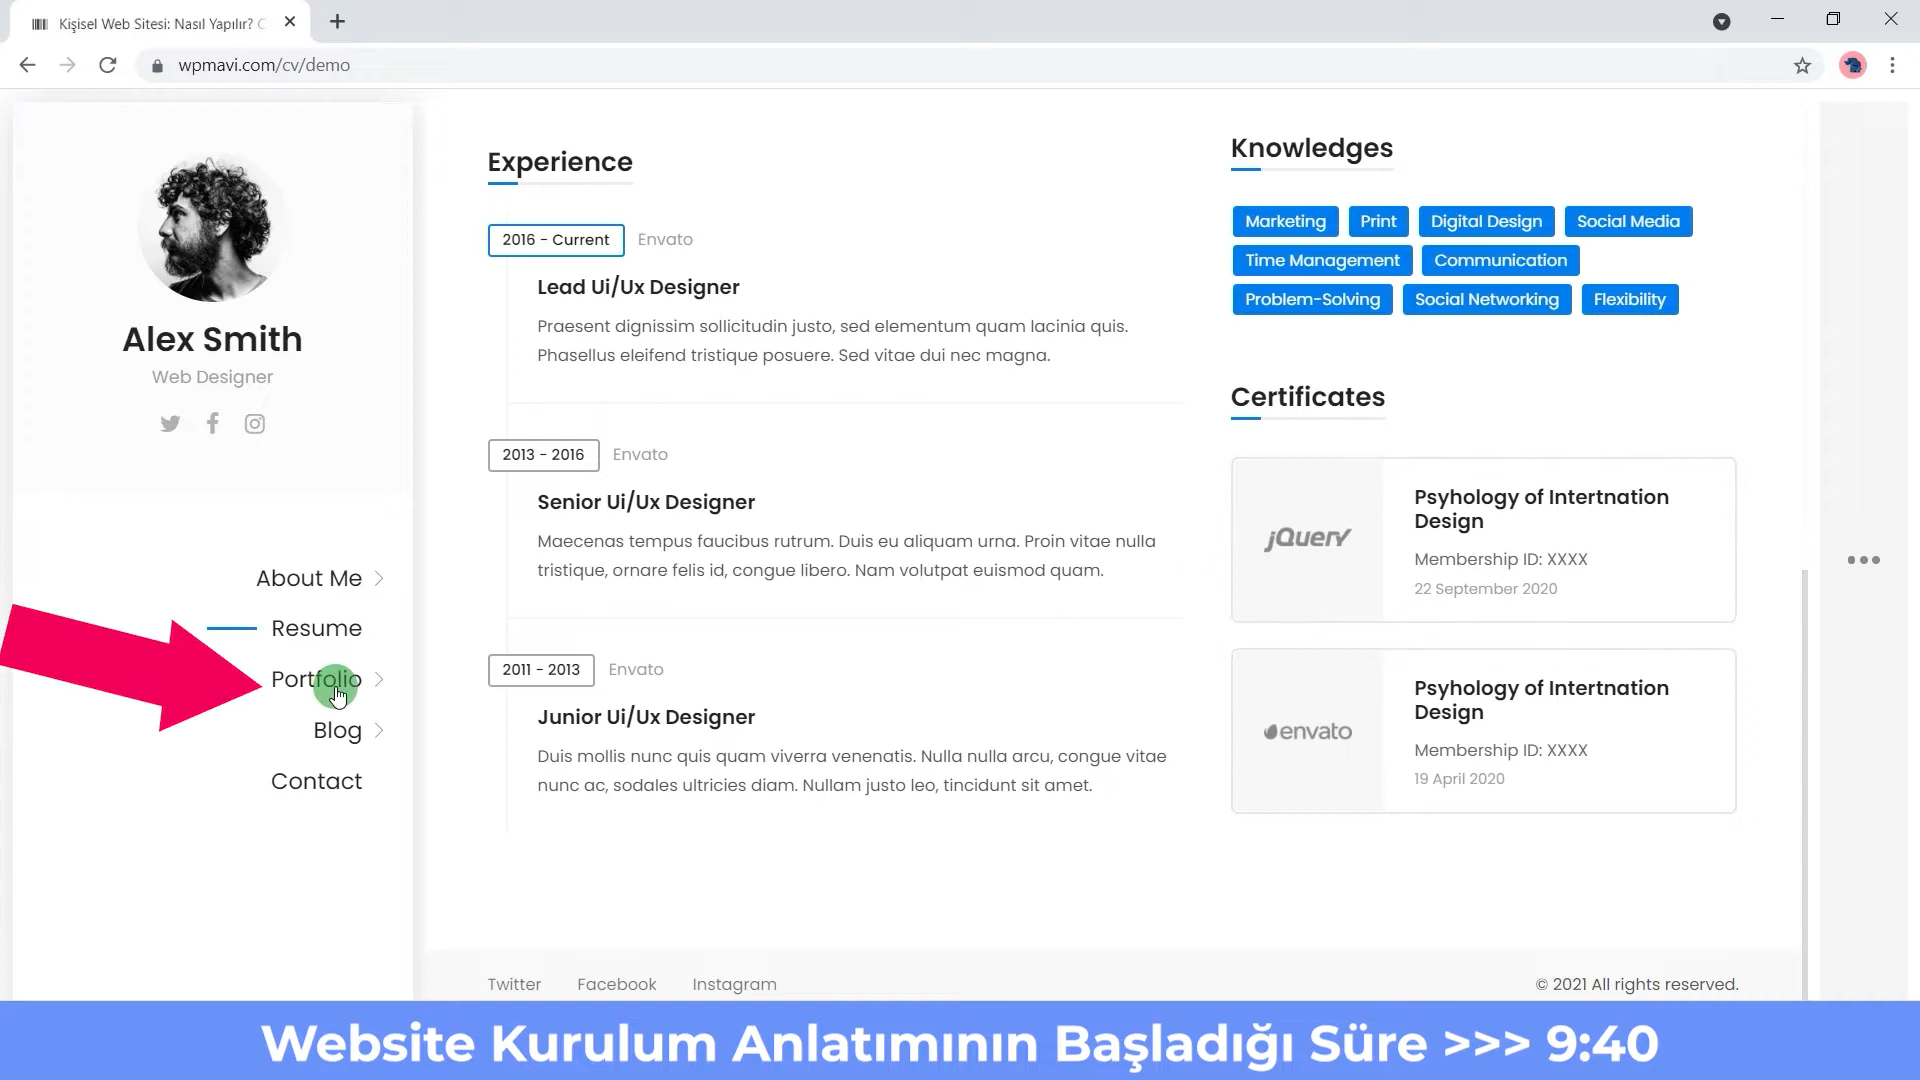 Kişisel Web Sitesi: Nasıl Yapılır?
wpmavi.com/cv/demo
Alex Smith
Web Designer
About Me
Resume
Portfolio
Blog
Contact
Experience
2016 - Current Envato
Lead Ui/Ux Designer
Praesent dignissim sollicitudin justo, sed elementum quam lacinia quis.
Phasellus eleifend tristique posuere. Sed vitae dui nec magna.
2013 - 2016 Envato
Senior Ui/Ux Designer
Maecenas tempus faucibus rutrum. Duis eu aliquam urna. Proin vitae nulla
tristique, ornare felis id, congue libero. Nam volutpat euismod quam.
2011 - 2013 Envato
Junior Ui/Ux Designer
Duis mollis nunc quis quam viverra venenatis. Nulla nulla arcu, congue vitae
nunc ac, sodales ultricies diam. Nullam justo leo, tincidunt sit amet.
Knowledges
Marketing Print Digital Design Social Media
Time Management Communication
Problem-Solving Social Networking Flexibility
Certificates
jQuery
Psyhology of Intertnation
Design
Membership ID: XXXX
22 September 2020
envato
Psyhology of Intertnation
Design
Membership ID: XXXX
19 April 2020
Twitter Facebook Instagram
© 2021 All rights reserved.
Website Kurulum Anlatımının Başladığı Süre >>> 9:40